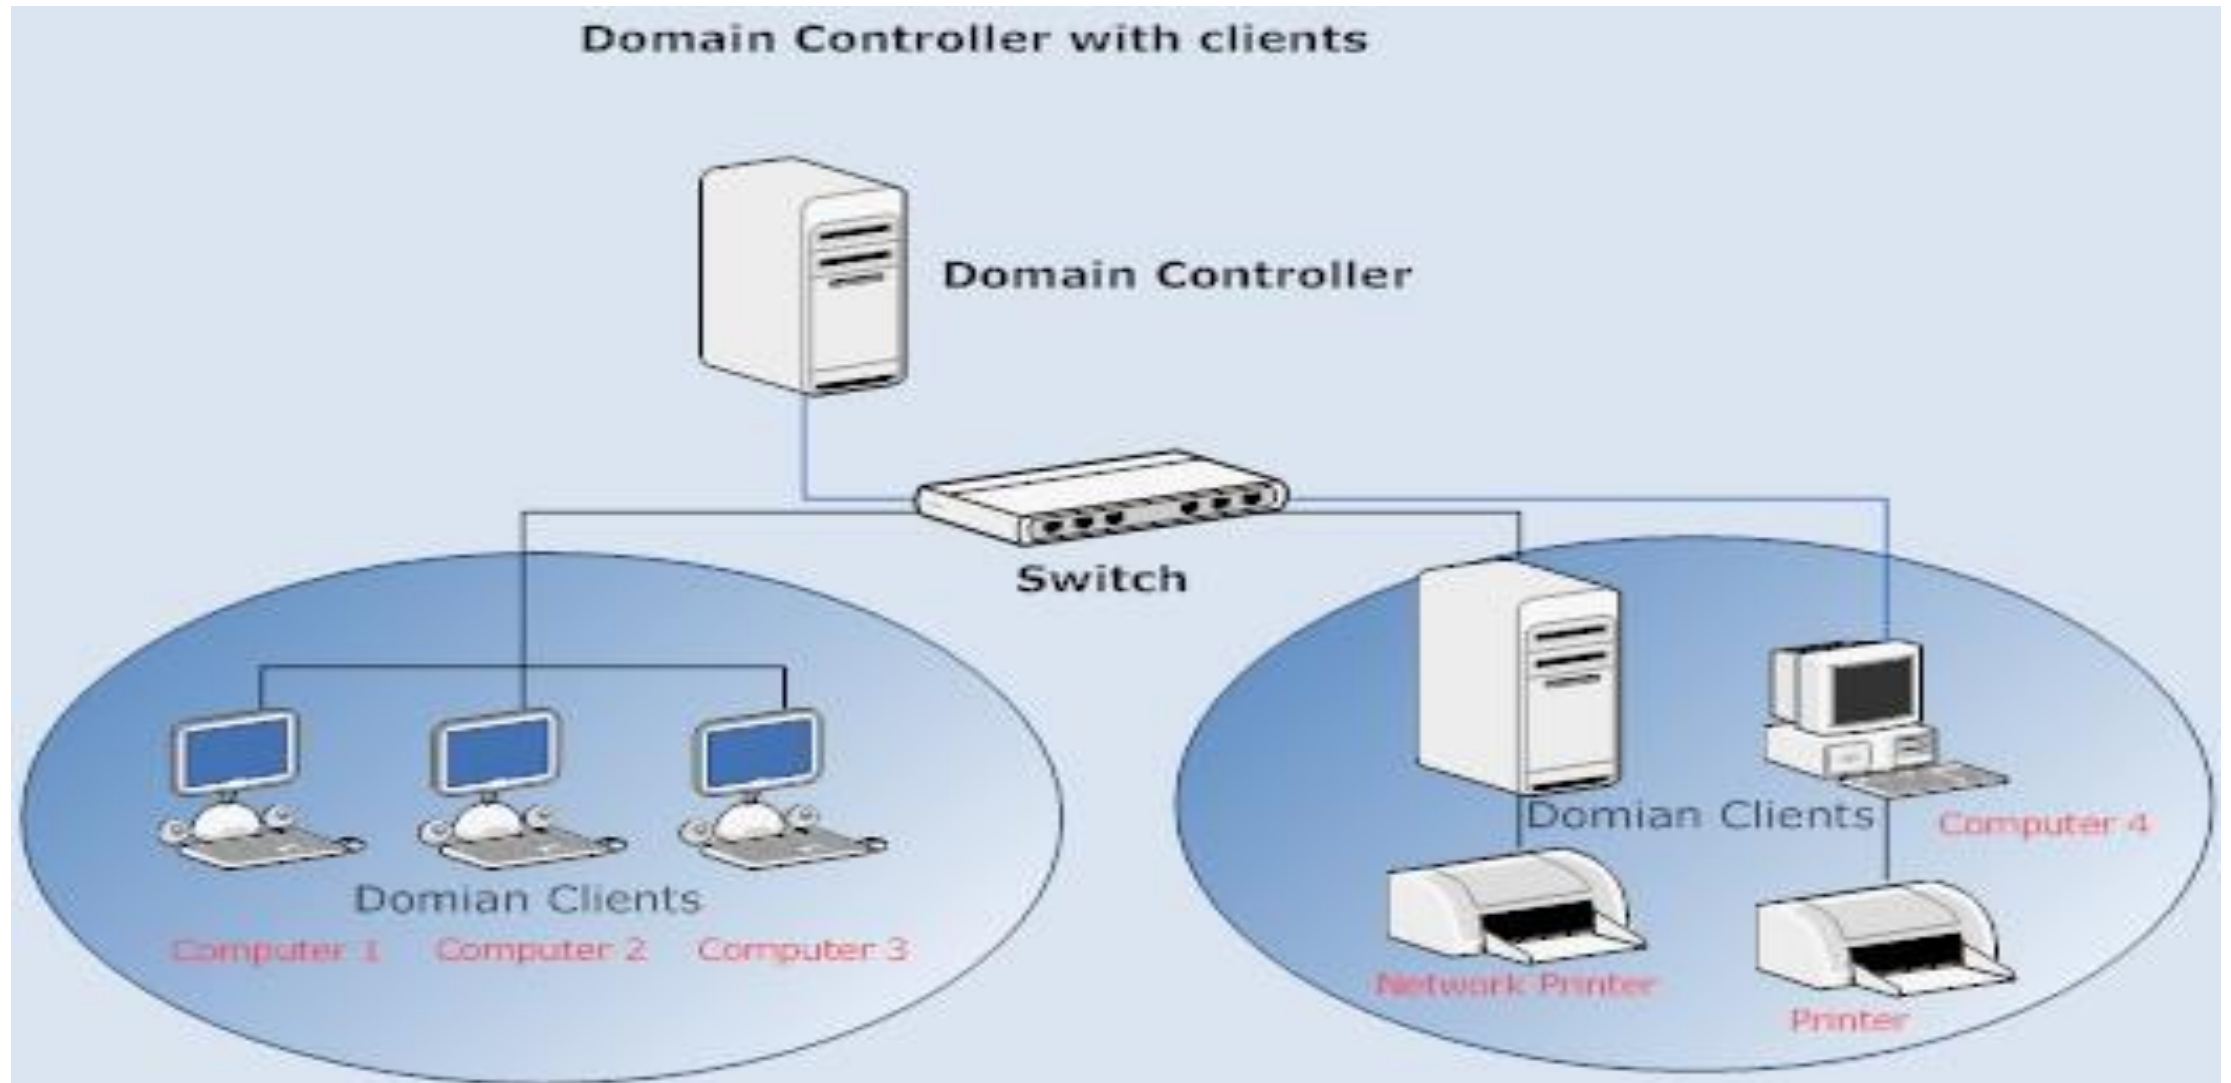 Domain Controller with clients
Domain Controller
Switch
Domian Clients
Computer 1 Computer 2 Computer 3
Domian Clients
Computer 4
Network Printer
Printer